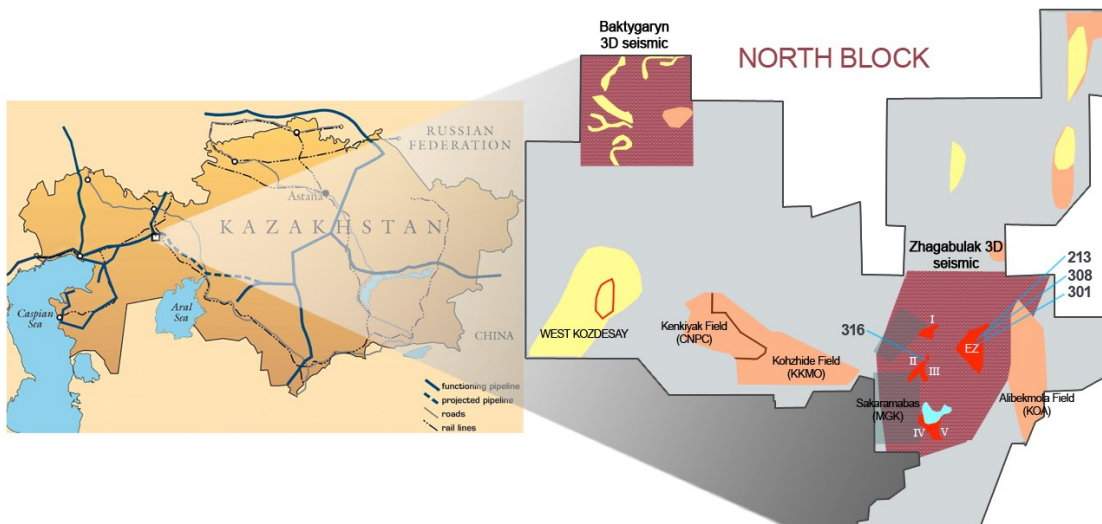 RUSSIAN
FEDERATION
Astana
KAZAKHSTAN
Caspian
Sea
Aral
Sea
CHINA
functioning pipeline
projected pipeline
roads
rail lines
Baktygaryn
3D seismic
NORTH BLOCK
Zhagabulak 3D
seismic
213
308
301
316
I
EZ
II
III
IV
V
WEST KOZDESAY
Kenkiyak Field
(CNPC)
Kohzhide Field
(KKMO)
Sakaramabas
(MGK)
Alibekmola Field
(KOA)